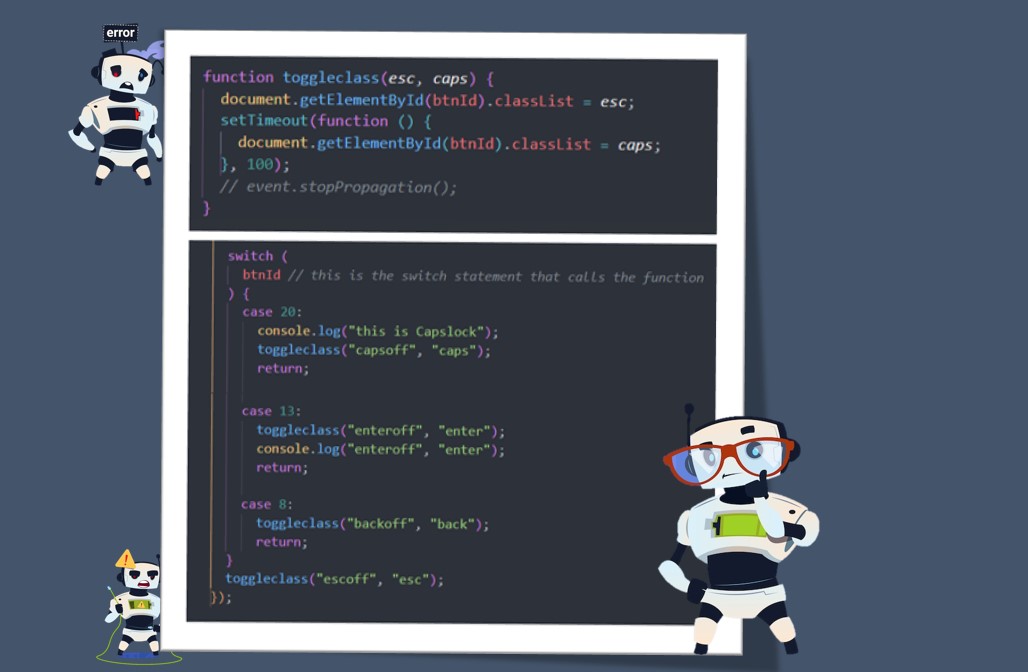 error
function toggleclass(esc, caps) {
document.getElementById(btnId).classList = esc;
setTimeout(function () {
document.getElementById(btnId).classList = caps;
}, 100);
// event.stopPropagation();
}
switch (
btnId // this is the switch statement that calls the function
) {
case 20:
console.log("this is Capslock");
toggleclass("capsoff", "caps");
return;
case 13:
toggleclass("enteroff", "enter");
console.log("enteroff", "enter");
return;
case 8:
toggleclass("backoff", "back");
return;
}
toggleclass("escoff", "esc");
});